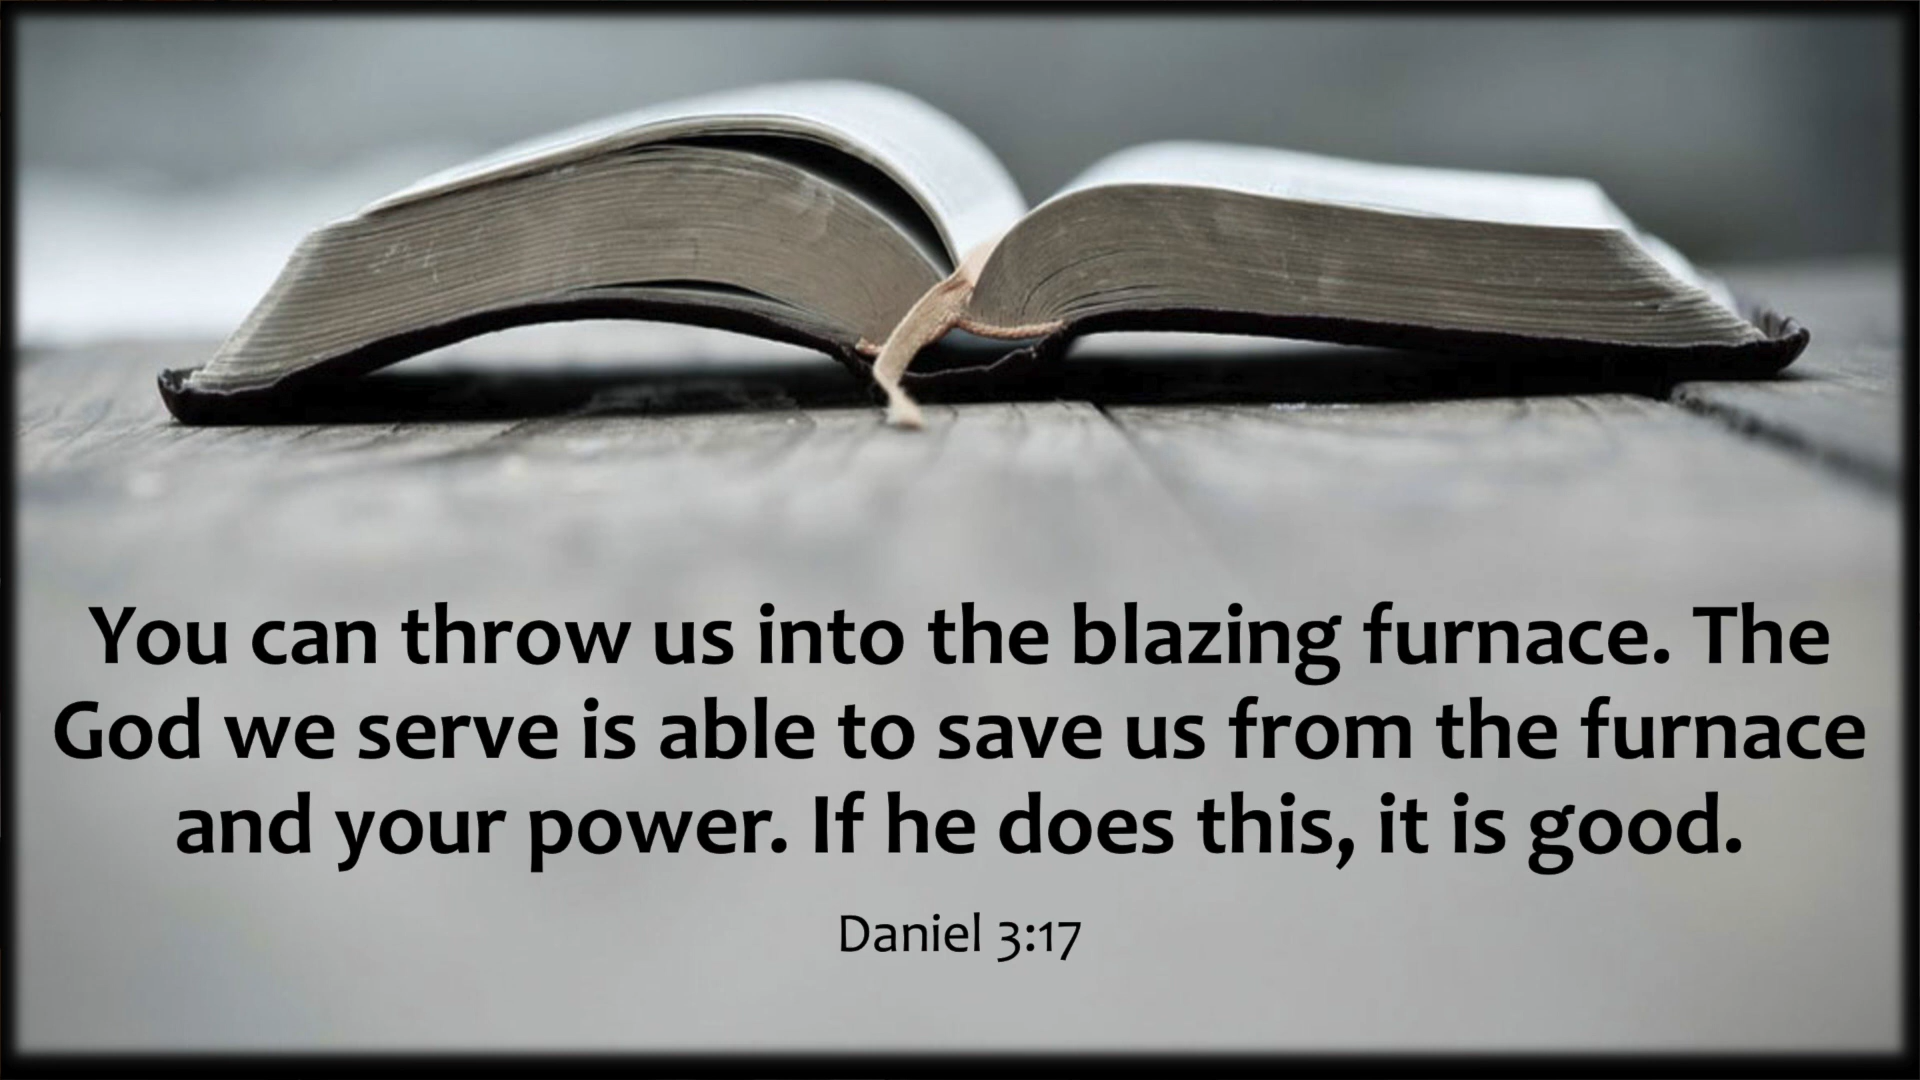 You can throw us into the blazing furnace. The
God we serve is able to save us from the furnace
and your power. If he does this, it is good.
Daniel 3:17